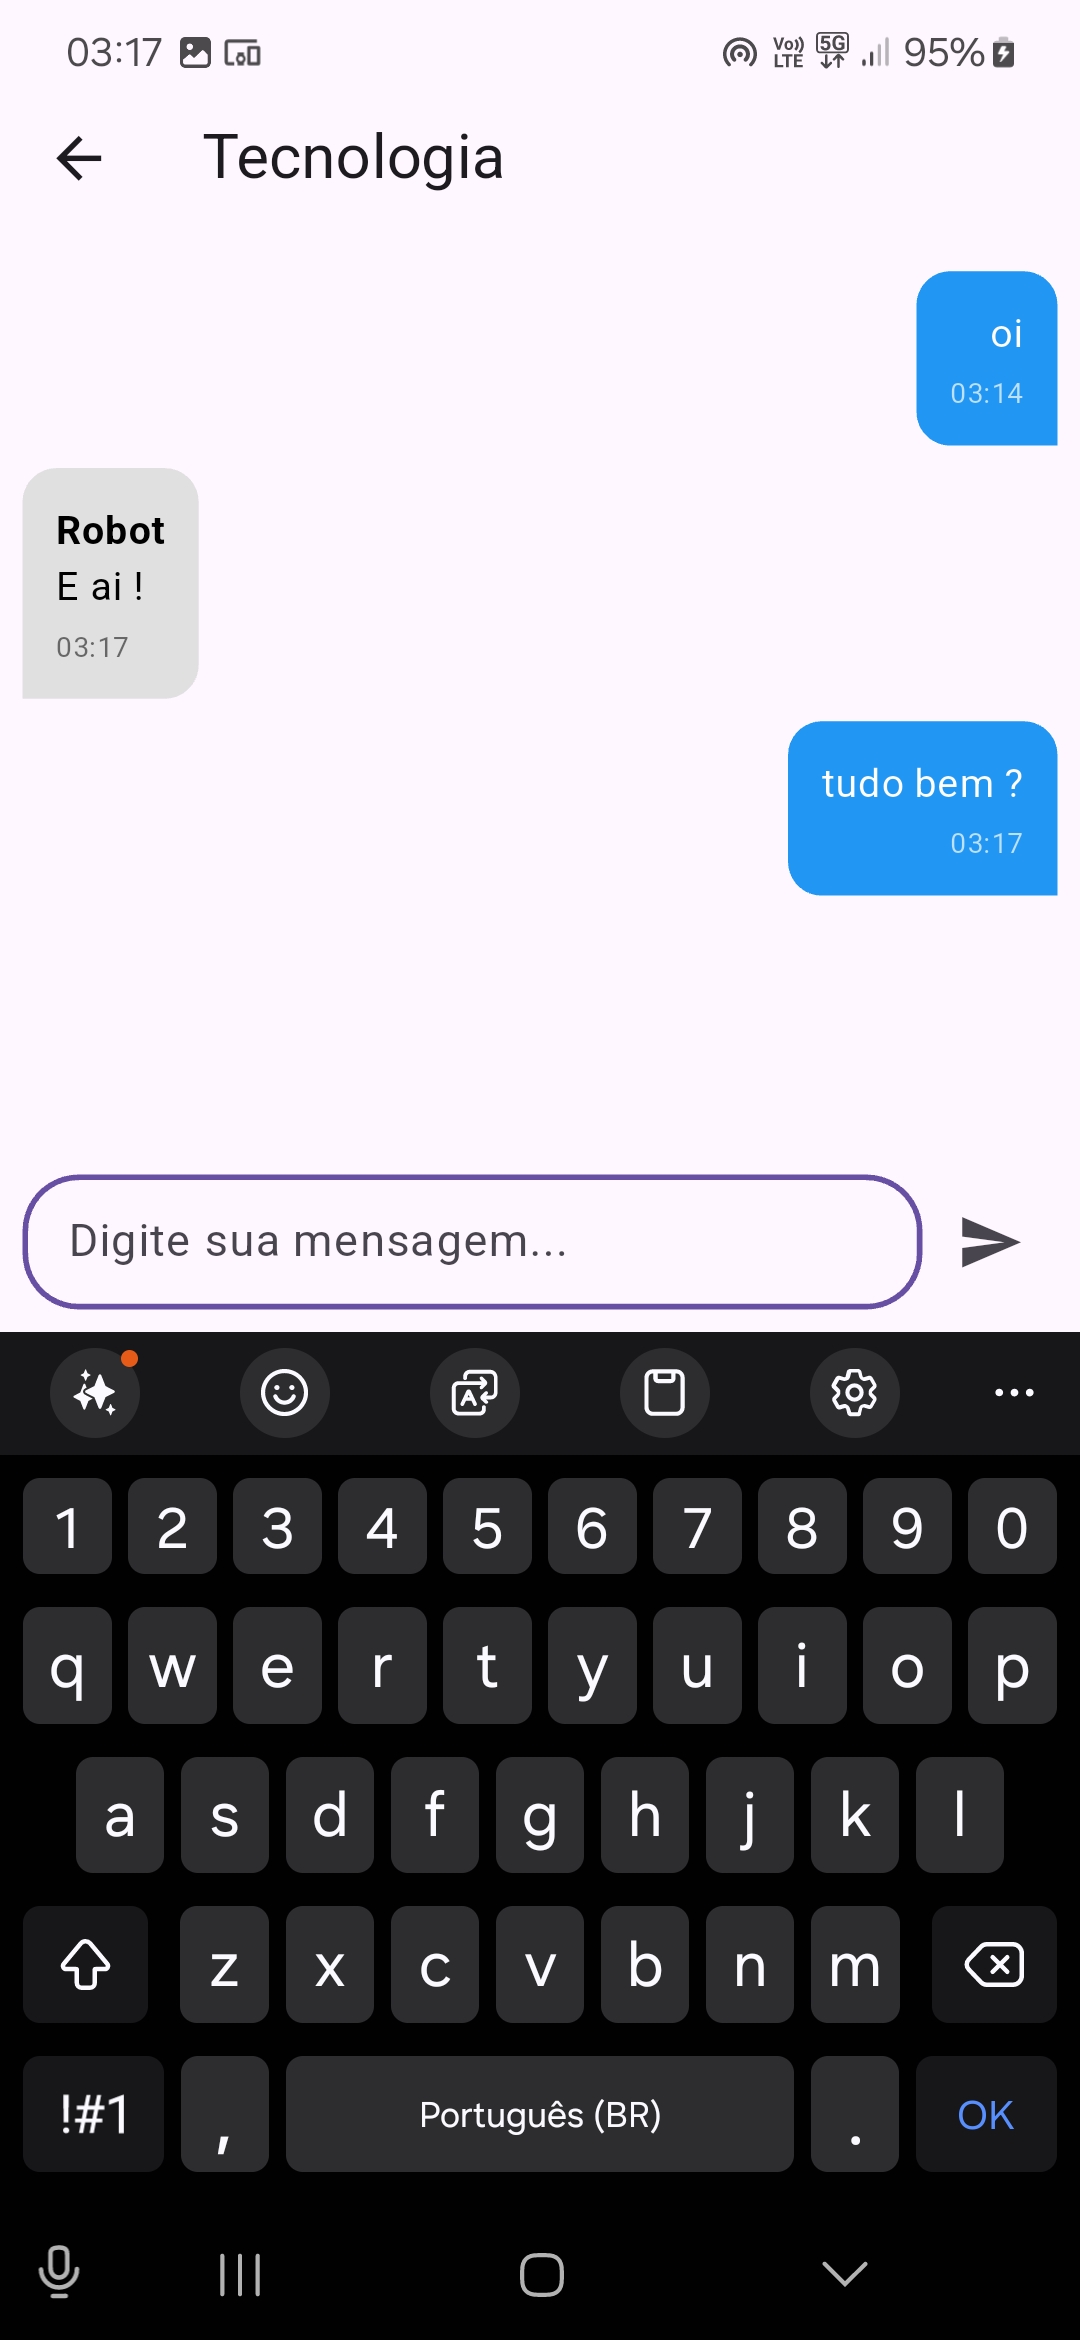 03:17 Vo)) LTE 5G 95%
Tecnologia
oi
03:14
Robot
E ai !
03:17
tudo bem ?
03:17
Digite sua mensagem...
A
1 2 3 4 5 6 7 8 9 0
q w e r t y u i o p
a s d f g h j k l
z x c v b n m
!#1 , Português (BR) . OK